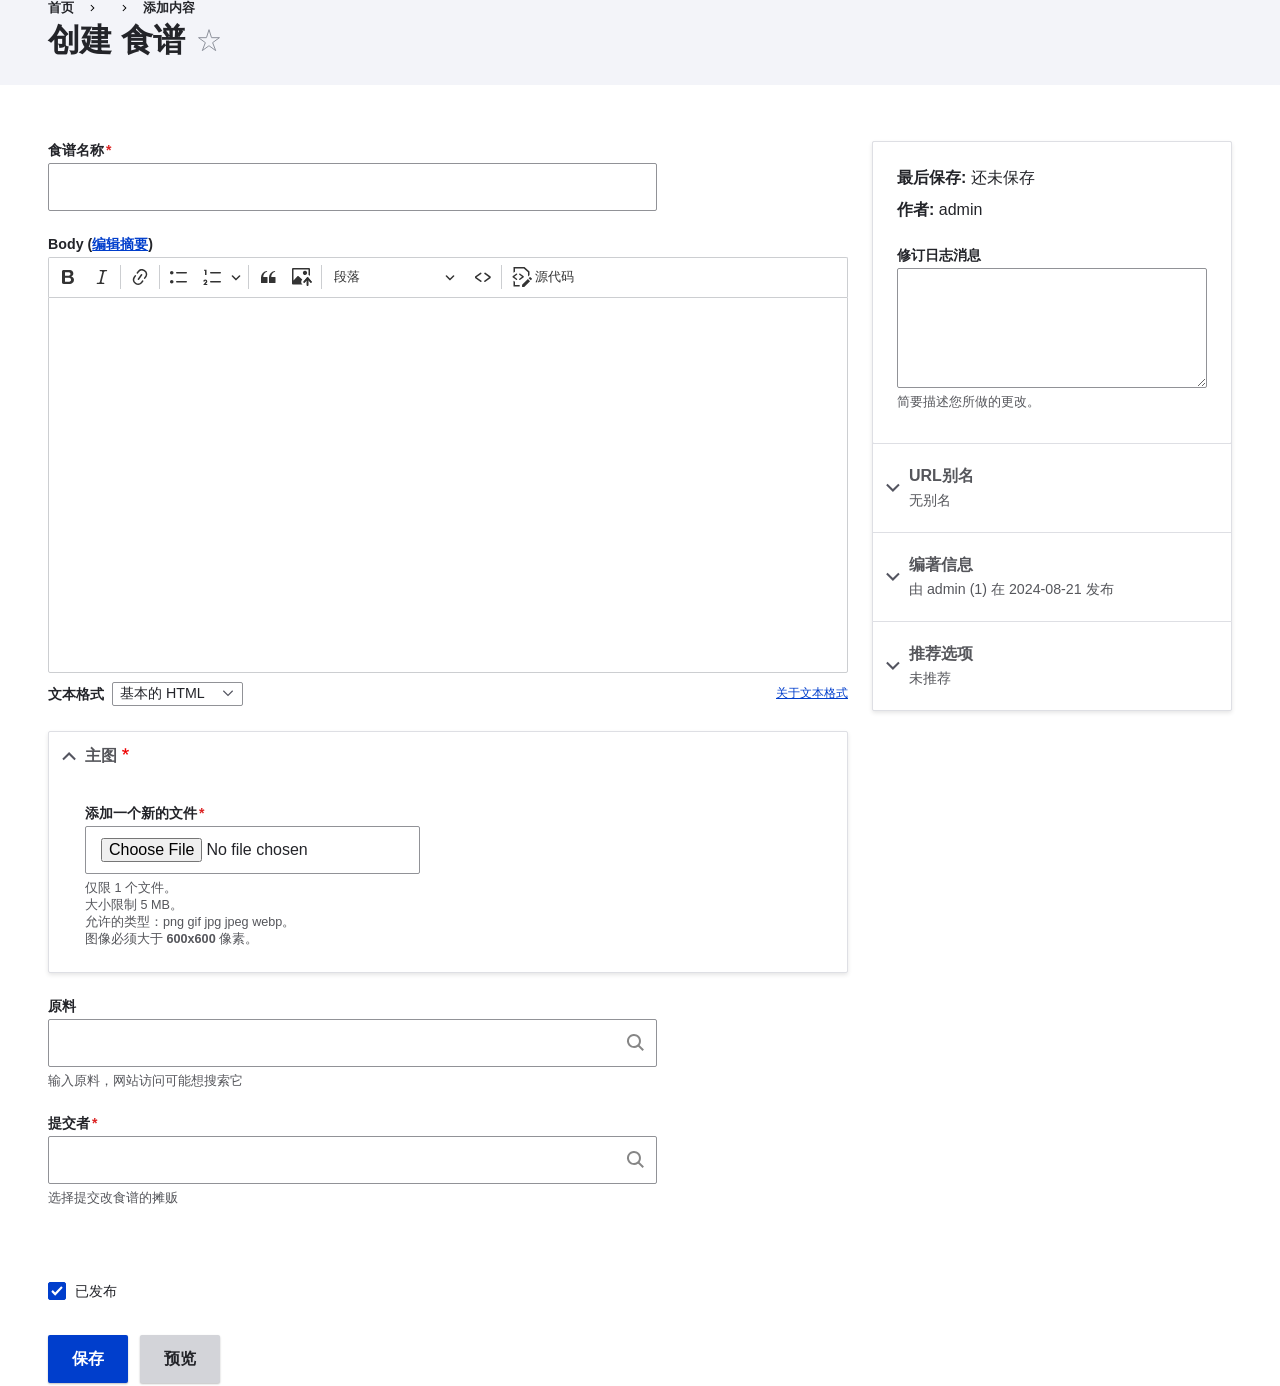 首页 › › 添加内容
创建 食谱
食谱名称*
Body (编辑摘要)
段落
源代码
文本格式 基本的 HTML
关于文本格式
主图 *
添加一个新的文件*
Choose File No file chosen
仅限 1 个文件。
大小限制 5 MB。
允许的类型：png gif jpg jpeg webp。
图像必须大于 600x600 像素。
原料
输入原料，网站访问可能想搜索它
提交者*
选择提交改食谱的摊贩
已发布
保存 预览
最后保存: 还未保存
作者: admin
修订日志消息
简要描述您所做的更改。
URL别名
无别名
编著信息
由 admin (1) 在 2024-08-21 发布
推荐选项
未推荐